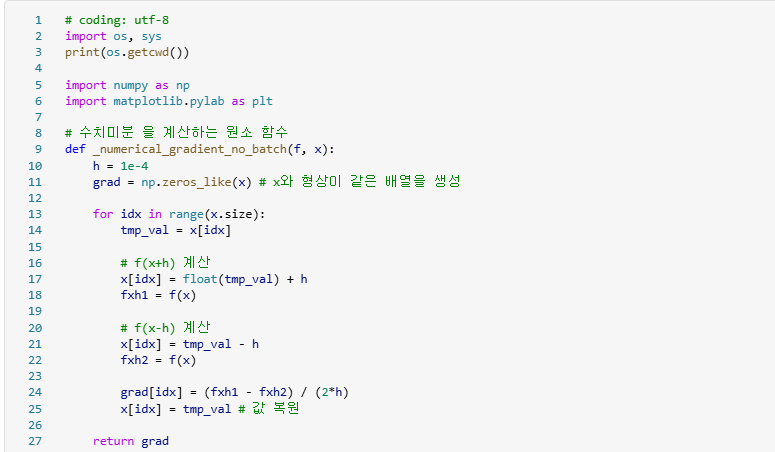 1 # coding: utf-8
2 import os, sys
3 print(os.getcwd())
4
5 import numpy as np
6 import matplotlib.pylab as plt
7
8 # 수치미분 을 계산하는 원소 함수
9 def _numerical_gradient_no_batch(f, x):
10     h = 1e-4
11     grad = np.zeros_like(x) # x와 형상이 같은 배열을 생성
12
13     for idx in range(x.size):
14         tmp_val = x[idx]
15
16         # f(x+h) 계산
17         x[idx] = float(tmp_val) + h
18         fxh1 = f(x)
19
20         # f(x-h) 계산
21         x[idx] = tmp_val - h
22         fxh2 = f(x)
23
24         grad[idx] = (fxh1 - fxh2) / (2*h)
25         x[idx] = tmp_val # 값 복원
26
27     return grad